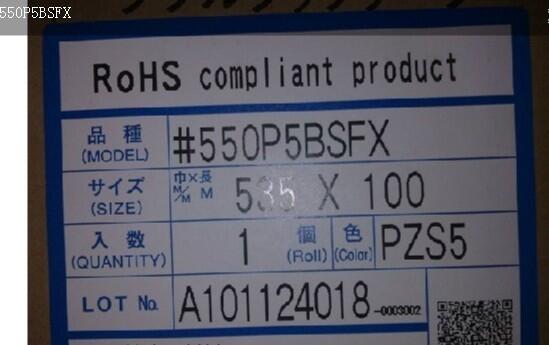 550P5BSFX
RoHS compliant product
品種 (MODEL) #550P5BSFX
サイズ (SIZE) 巾×長 M/M M 535 X 100
入数 (QUANTITY) 1 個 (Roll) 色 (Color) PZS5
LOT No. A101124018-0003002